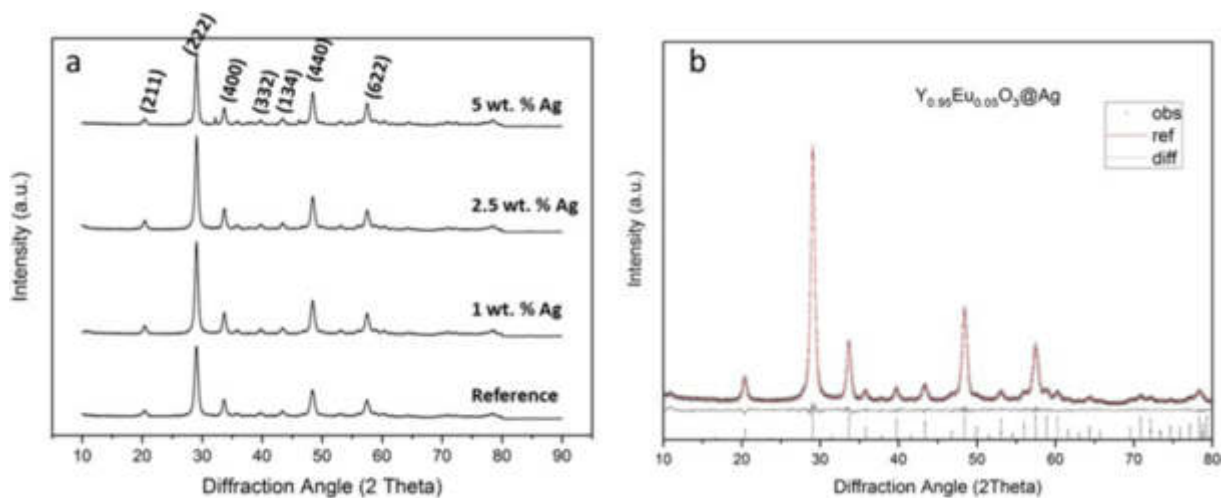 a
(211)
(222)
(400)
(332)
(134)
(440)
(622)
5 wt. % Ag
2.5 wt. % Ag
1 wt. % Ag
Reference
Intensity (a.u.)
10 20 30 40 50 60 70 80 90
Diffraction Angle (2 Theta)
b
Y0.95Eu0.05O3@Ag
obs
ref
diff
Intensity (a.u.)
10 20 30 40 50 60 70 80
Diffraction Angle (2Theta)